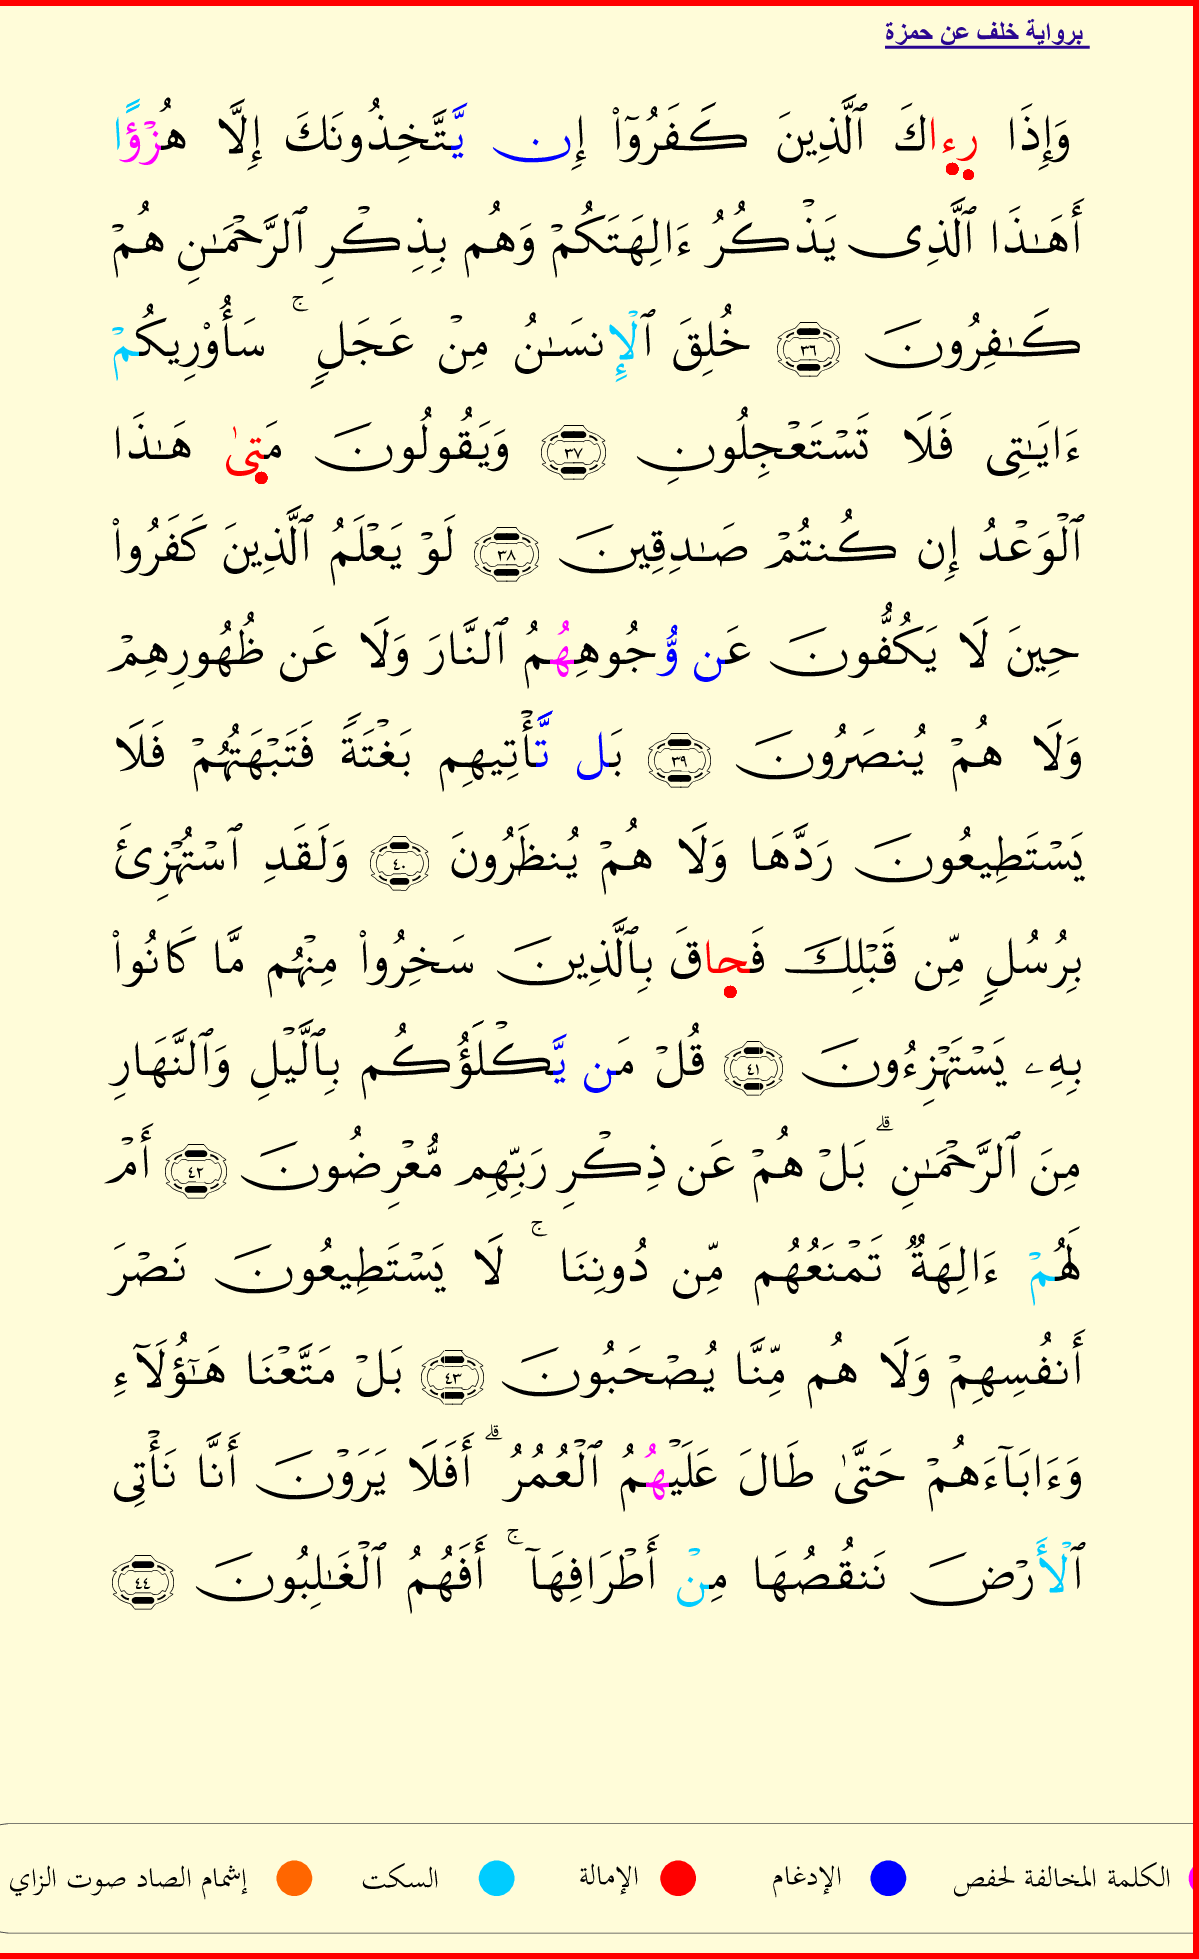 برواية خلف عن حمزة
وَإِذَا رِءِاكَ ٱلَّذِينَ كَفَرُوٓاْ إِن يَّتَّخِذُونَكَ إِلَّا هُزۡؤًا
أَهَٰذَا ٱلَّذِى يَذۡكُرُ ءَالِهَتَكُمۡ وَهُم بِذِكۡرِ ٱلرَّحۡمَٰنِ هُمۡ
كَٰفِرُونَ ٣٦ خُلِقَ ٱلۡإِنسَٰنُ مِنۡ عَجَلٖۚ سَأُوْرِيكُمۡ
ءَايَٰتِى فَلَا تَسۡتَعۡجِلُونِ ٣٧ وَيَقُولُونَ مَتِىٰ هَٰذَا
ٱلۡوَعۡدُ إِن كُنتُمۡ صَٰدِقِينَ ٣٨ لَوۡ يَعۡلَمُ ٱلَّذِينَ كَفَرُواْ
حِينَ لَا يَكُفُّونَ عَن وُّجُوهِهُمُ ٱلنَّارَ وَلَا عَن ظُهُورِهِمۡ
وَلَا هُمۡ يُنصَرُونَ ٣٩ بَل تَّأۡتِيهِم بَغۡتَةٗ فَتَبۡهَتُهُمۡ فَلَا
يَسۡتَطِيعُونَ رَدَّهَا وَلَا هُمۡ يُنظَرُونَ ٤٠ وَلَقَدِ ٱسۡتُهۡزِئَ
بِرُسُلٖ مِّن قَبۡلِكَ فَحِاقَ بِٱلَّذِينَ سَخِرُواْ مِنۡهُم مَّا كَانُواْ
بِهِۦ يَسۡتَهۡزِءُونَ ٤١ قُلۡ مَن يَّكۡلَؤُكُم بِٱلَّيۡلِ وَٱلنَّهَارِ
مِنَ ٱلرَّحۡمَٰنِۗ بَلۡ هُمۡ عَن ذِكۡرِ رَبِّهِم مُّعۡرِضُونَ ٤٢ أَمۡ
لَهُمۡ ءَالِهَةٞ تَمۡنَعُهُم مِّن دُونِنَاۚ لَا يَسۡتَطِيعُونَ نَصۡرَ
أَنفُسِهِمۡ وَلَا هُم مِّنَّا يُصۡحَبُونَ ٤٣ بَلۡ مَتَّعۡنَا هَٰٓؤُلَآءِ
وَءَابَآءَهُمۡ حَتَّىٰ طَالَ عَلَيۡهُمُ ٱلۡعُمُرُۗ أَفَلَا يَرَوۡنَ أَنَّا نَأۡتِى
ٱلۡأَرۡضَ نَنقُصُهَا مِنۡ أَطۡرَافِهَآۚ أَفَهُمُ ٱلۡغَٰلِبُونَ ٤٤
الكلمة المخالفة لحفص الإدغام الإمالة السكت إشمام الصاد صوت الزاي